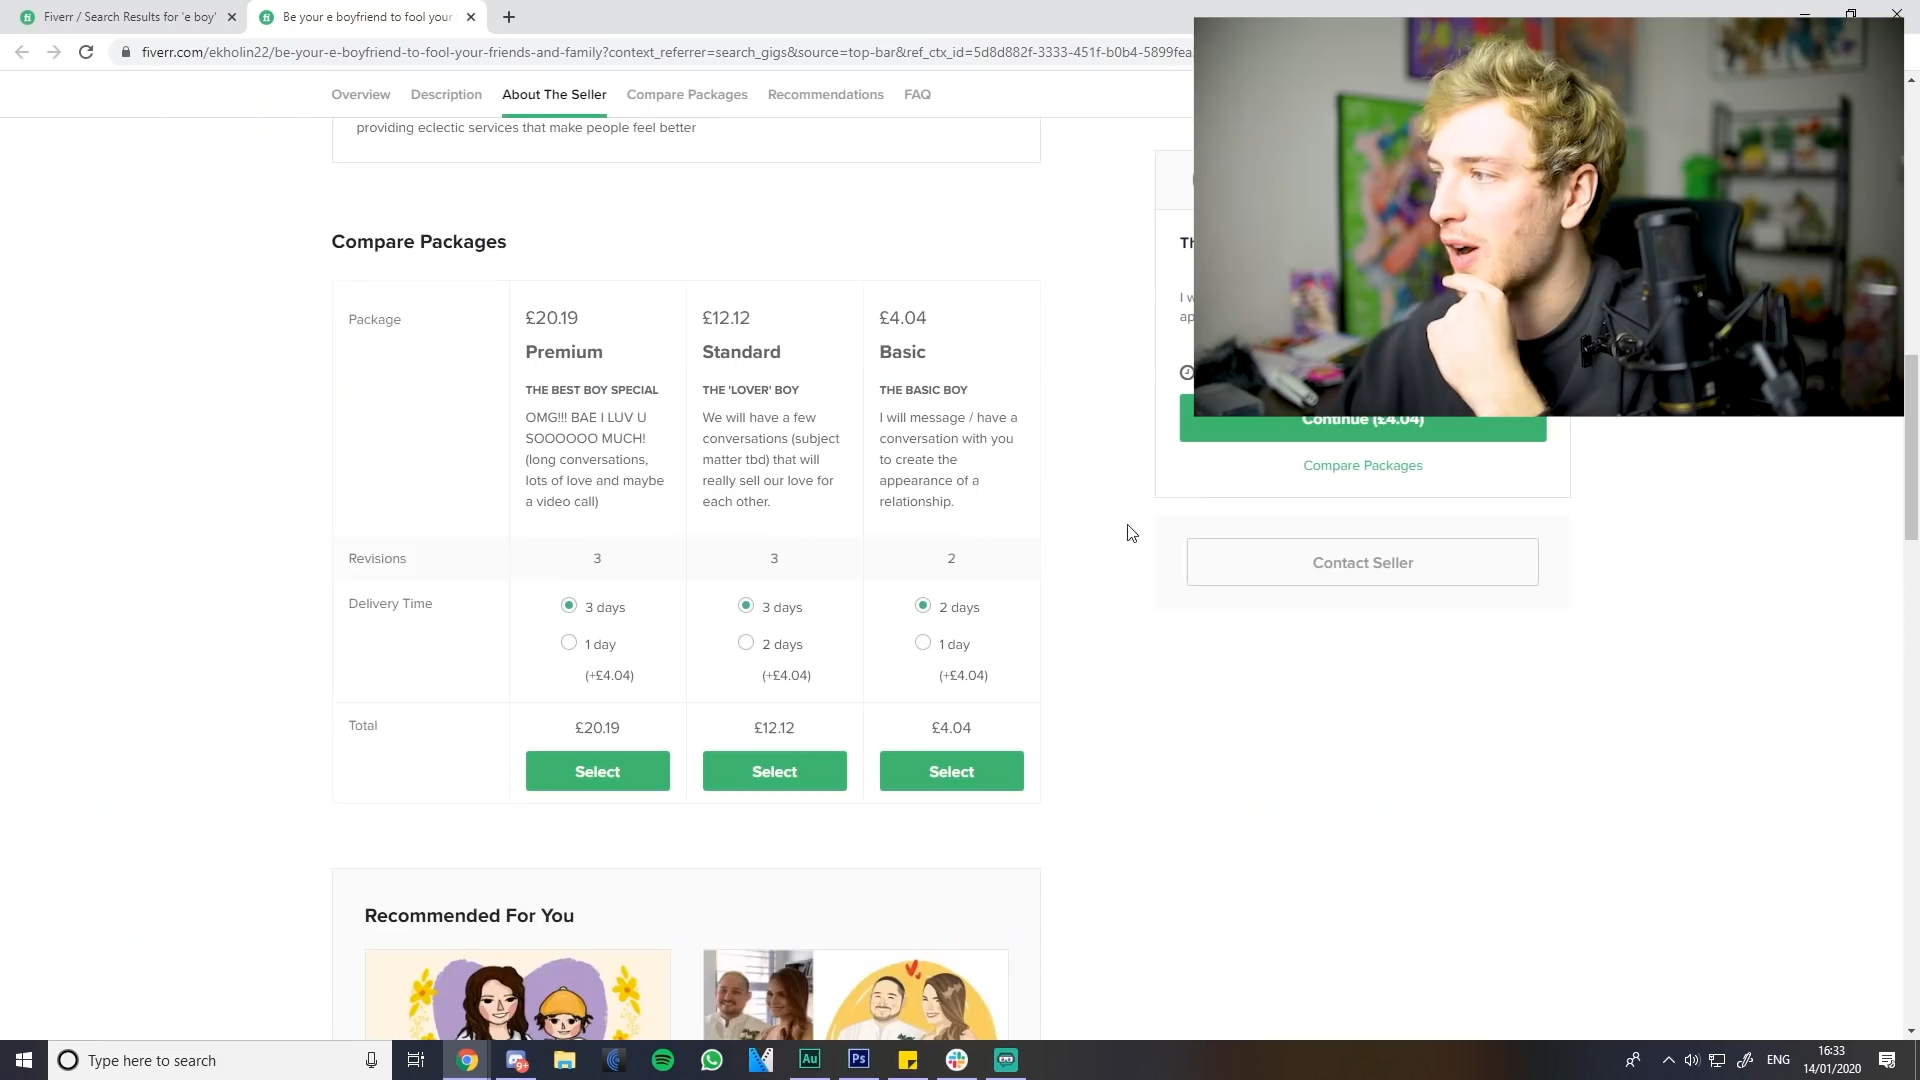 Fiverr / Search Results for 'e boy'
Be your e boyfriend to fool your
fiverr.com/ekholin22/be-your-e-boyfriend-to-fool-your-friends-and-family?context_referrer=search_gigs&source=top-bar&ref_ctx_id=5d8d882f-3333-451f-b0b4-5899fea
Overview Description About The Seller Compare Packages Recommendations FAQ
providing eclectic services that make people feel better
Compare Packages
Package
£20.19
Premium
THE BEST BOY SPECIAL
OMG!!! BAE I LUV U
SOOOOOO MUCH!
(long conversations,
lots of love and maybe
a video call)
£12.12
Standard
THE 'LOVER' BOY
We will have a few
conversations (subject
matter tbd) that will
really sell our love for
each other.
£4.04
Basic
THE BASIC BOY
I will message / have a
conversation with you
to create the
appearance of a
relationship.
Revisions 3 3 2
Delivery Time
3 days 3 days 2 days
1 day 2 days 1 day
(+£4.04) (+£4.04) (+£4.04)
Total £20.19 £12.12 £4.04
Select Select Select
Continue (£4.04)
Compare Packages
Contact Seller
Recommended For You
Type here to search
9+
Au
Ps
ENG
16:33
14/01/2020